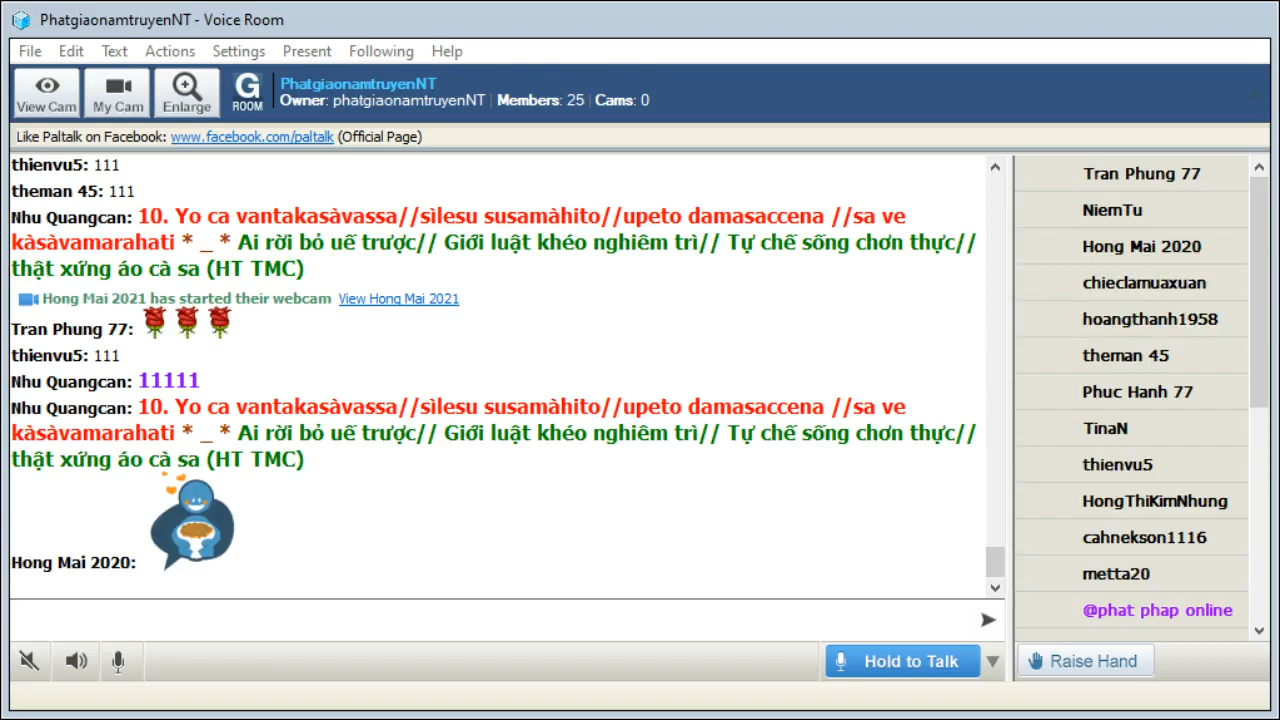 PhatgiaonamtruyenNT - Voice Room
File Edit Text Actions Settings Present Following Help
View Cam My Cam Enlarge G ROOM
PhatgiaonamtruyenNT
Owner: phatgiaonamtruyenNT | Members: 25 | Cams: 0
Like Paltalk on Facebook: www.facebook.com/paltalk (Official Page)
thienvu5: 111
theman 45: 111
Nhu Quangcan: 10. Yo ca vantakasàvassa//sìlesu susamàhito//upeto damasaccena //sa ve
kàsàvamarahati * _ * Ai rời bỏ uế trược// Giới luật khéo nghiêm trì// Tự chế sống chơn thực//
thật xứng áo cà sa (HT TMC)
Hong Mai 2021 has started their webcam View Hong Mai 2021
Tran Phung 77:
thienvu5: 111
Nhu Quangcan: 11111
Nhu Quangcan: 10. Yo ca vantakasàvassa//sìlesu susamàhito//upeto damasaccena //sa ve
kàsàvamarahati * _ * Ai rời bỏ uế trược// Giới luật khéo nghiêm trì// Tự chế sống chơn thực//
thật xứng áo cà sa (HT TMC)
Hong Mai 2020:
Tran Phung 77
NiemTu
Hong Mai 2020
chieclamuaxuan
hoangthanh1958
theman 45
Phuc Hanh 77
TinaN
thienvu5
HongThiKimNhung
cahnekson1116
metta20
@phat phap online
Hold to Talk
Raise Hand